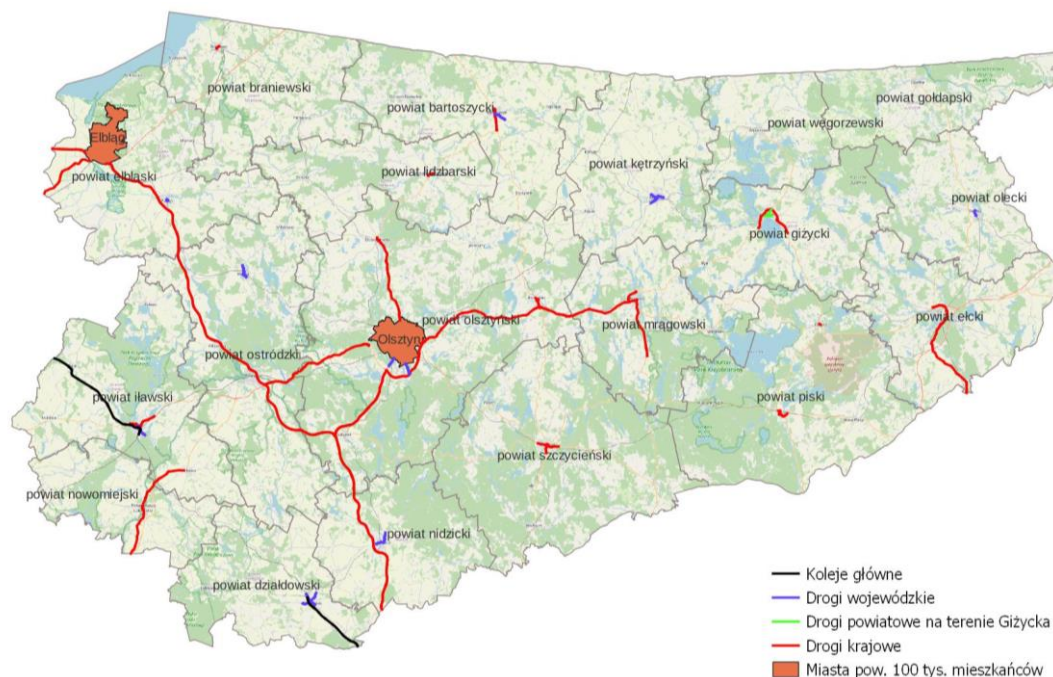 powiat braniewski
powiat bartoszycki
powiat gołdapski
powiat węgorzewski
Elbląg
powiat elbląski
powiat lidzbarski
powiat kętrzyński
powiat olecki
powiat giżycki
powiat olsztyński
Olsztyn
powiat mrągowski
powiat ełcki
powiat ostródzki
powiat iławski
powiat piski
powiat szczycieński
powiat nowomiejski
powiat nidzicki
powiat działdowski
Koleje główne
Drogi wojewódzkie
Drogi powiatowe na terenie Giżycka
Drogi krajowe
Miasta pow. 100 tys. mieszkańców